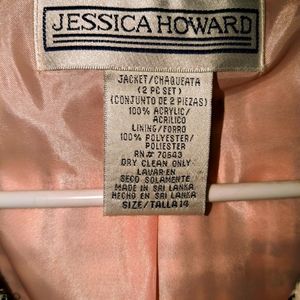 JESSICA HOWARD
JACKET/CHAQUEATA
(2 PC SET)
(CONJUNTO DE 2 PIEZAS)
100% ACRYLIC/
ACRILICO
LINING/FORRO
100% POLYESTER/
POLIESTER
RN# 70543
DRY CLEAN ONLY
LAVAR EN
SECO SOLAMENTE
MADE IN SRI LANKA
HECHO EN SRI LANKA
SIZE/TALLA 14